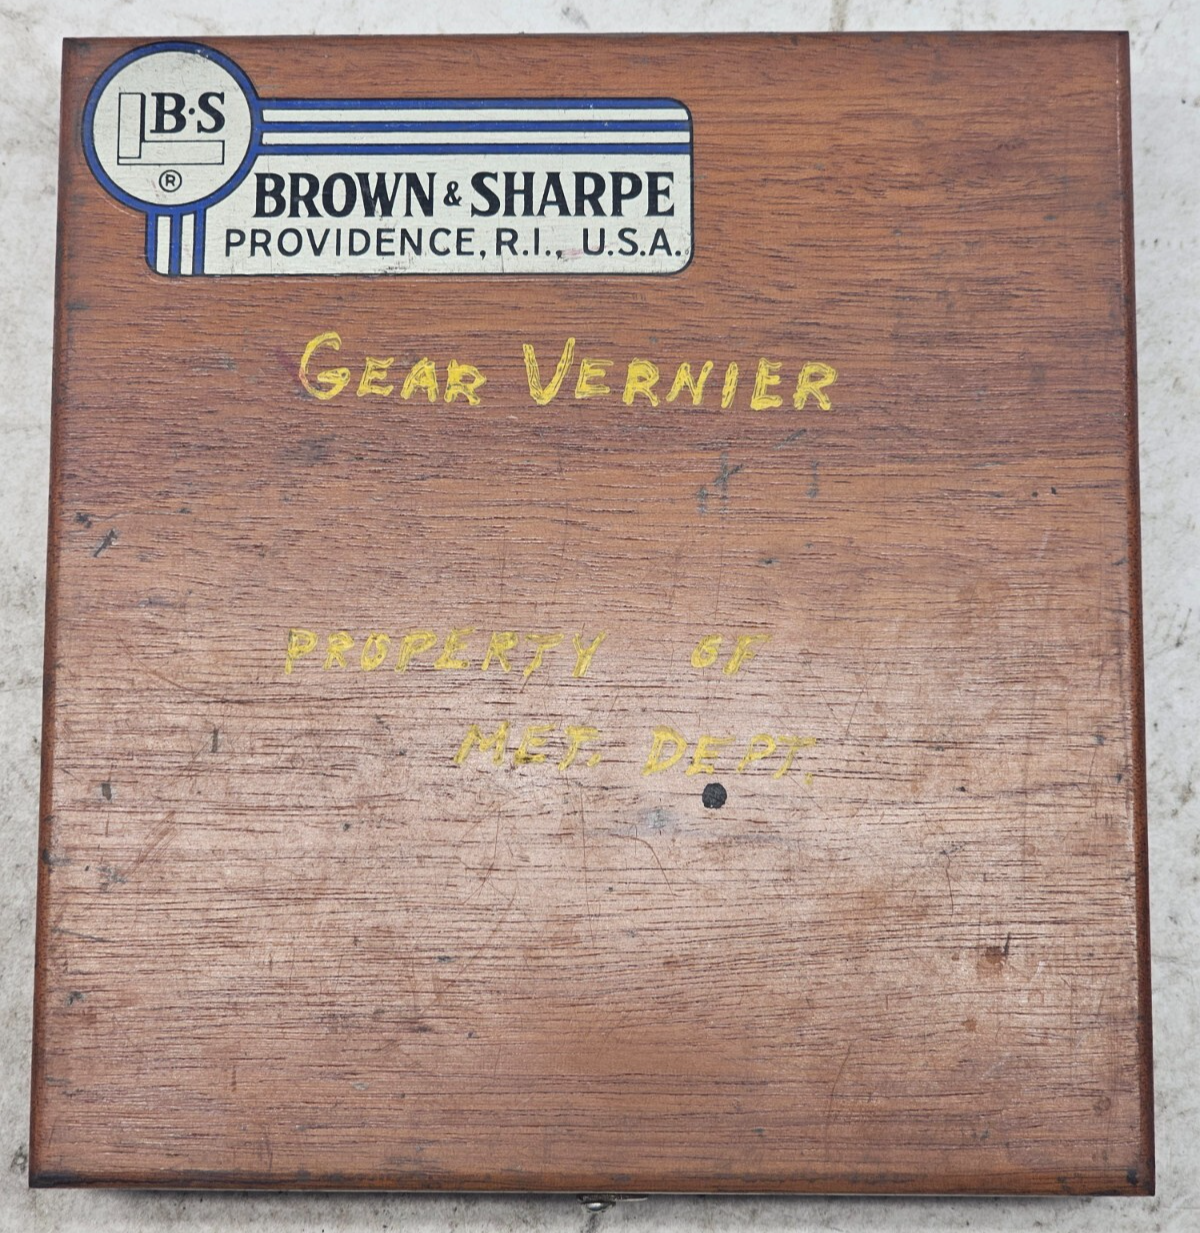 B·S
®
BROWN & SHARPE
PROVIDENCE, R.I., U.S.A.
GEAR VERNIER
PROPERTY OF
MET. DEPT.